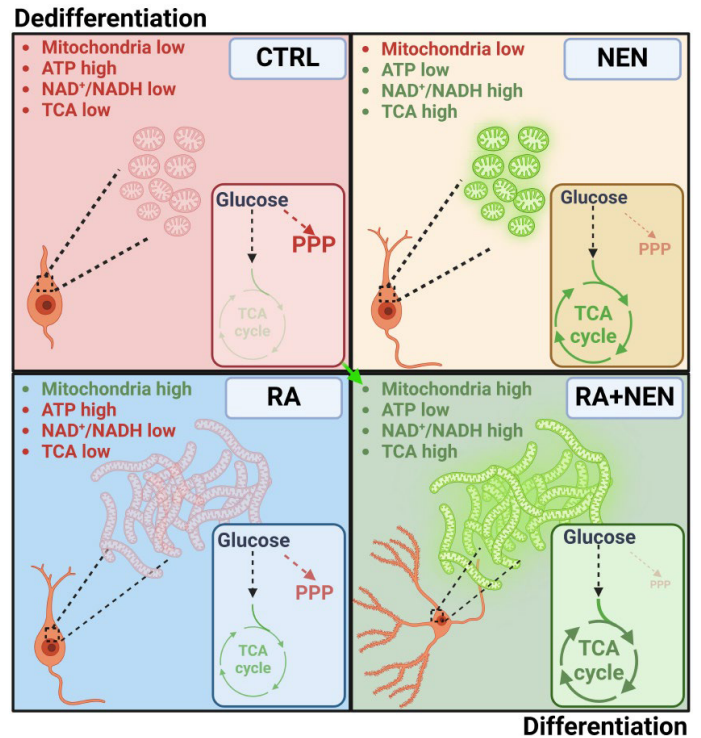 Dedifferentiation
• Mitochondria low
• ATP high
• NAD⁺/NADH low
• TCA low
CTRL
Glucose
PPP
TCA
cycle
• Mitochondria low
• ATP low
• NAD⁺/NADH high
• TCA high
NEN
Glucose
PPP
TCA
cycle
• Mitochondria high
• ATP high
• NAD⁺/NADH low
• TCA low
RA
Glucose
PPP
TCA
cycle
• Mitochondria high
• ATP low
• NAD⁺/NADH high
• TCA high
RA+NEN
Glucose
PPP
TCA
cycle
Differentiation